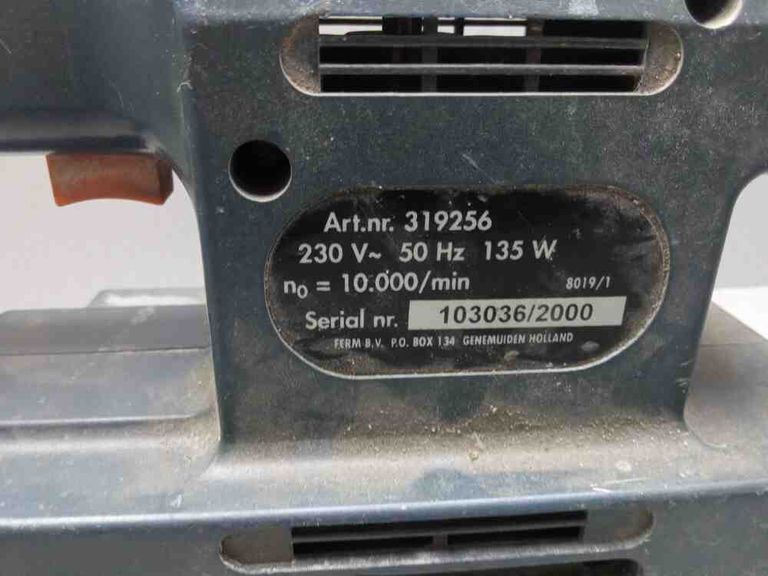 Art.nr. 319256
230 V~ 50 Hz 135 W
n₀ = 10.000/min 8019/1
Serial nr. 103036/2000
FERM B.V. P.O. BOX 134 GENEMUIDEN HOLLAND